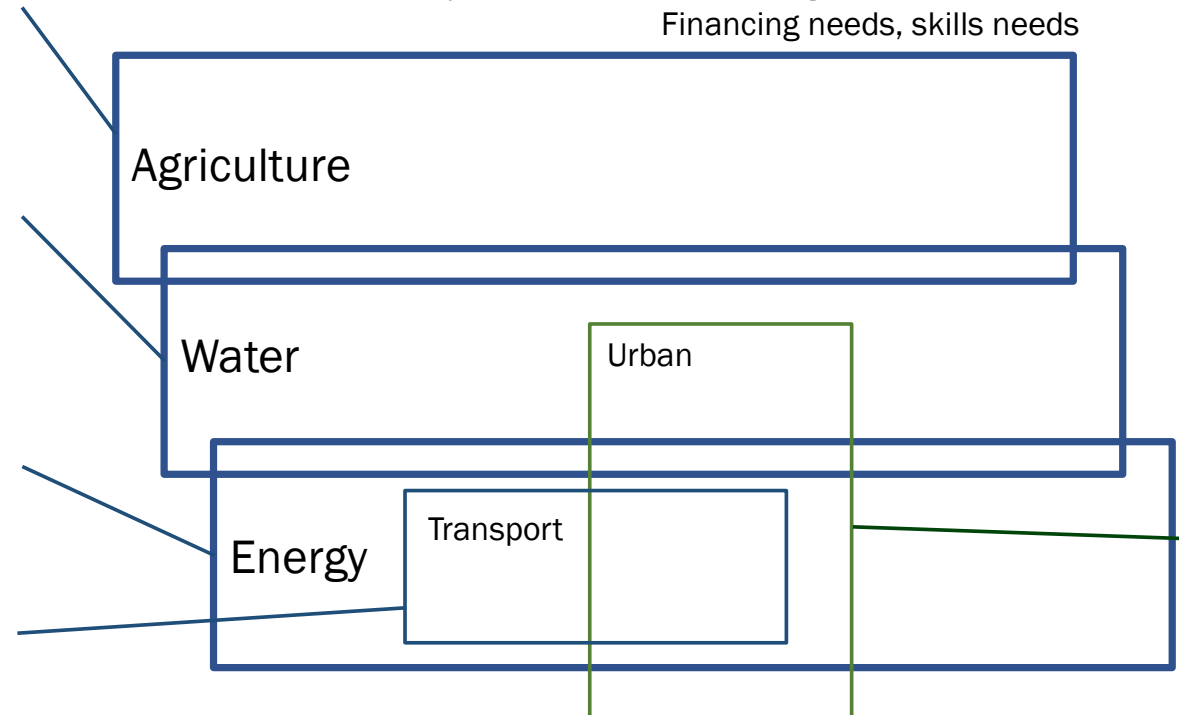 Financing needs, skills needs
Agriculture
Water
Urban
Transport
Energy